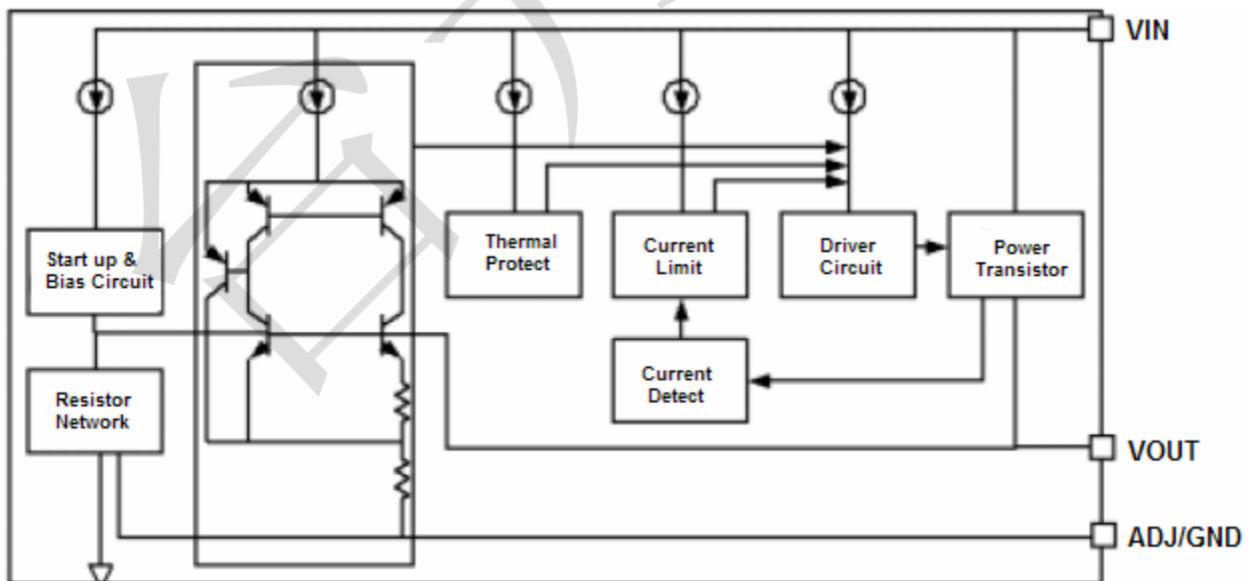 VIN
Start up &
Bias Circuit
Thermal
Protect
Current
Limit
Driver
Circuit
Power
Transistor
Resistor
Network
Current
Detect
VOUT
ADJ/GND